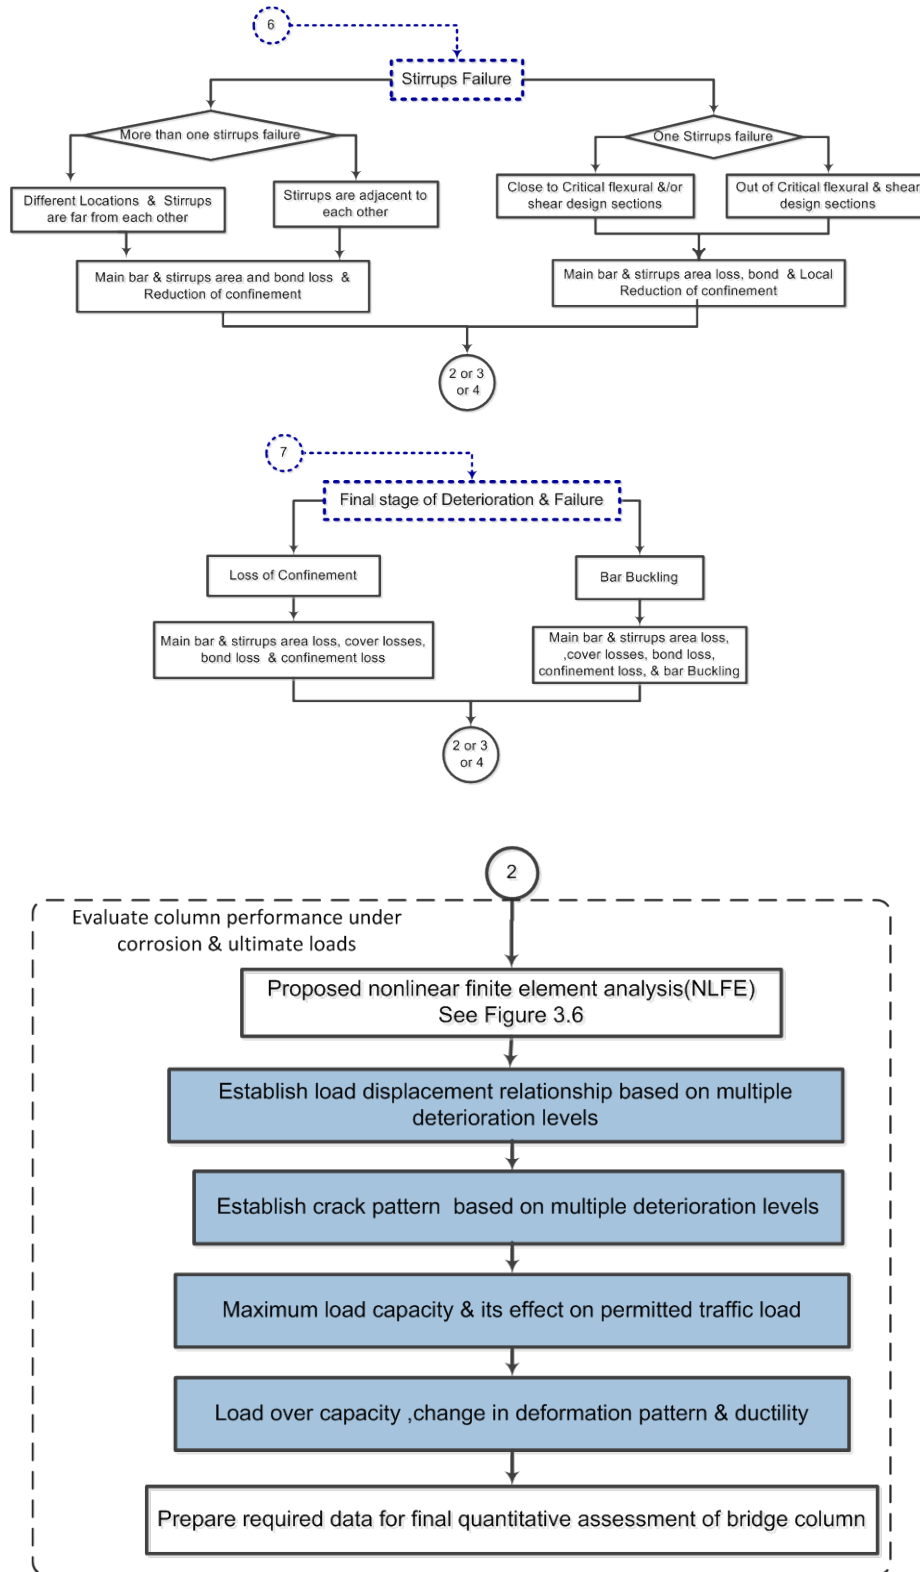 6
Stirrups Failure
More than one stirrups failure
One Stirrups failure
Different Locations & Stirrups
are far from each other
Stirrups are adjacent to
each other
Close to Critical flexural &/or
shear design sections
Out of Critical flexural & shear
design sections
Main bar & stirrups area and bond loss &
Reduction of confinement
Main bar & stirrups area loss, bond & Local
Reduction of confinement
2 or 3
or 4
7
Final stage of Deterioration & Failure
Loss of Confinement
Bar Buckling
Main bar & stirrups area loss, cover losses,
bond loss & confinement loss
Main bar & stirrups area loss,
,cover losses, bond loss,
confinement loss, & bar Buckling
2 or 3
or 4
2
Evaluate column performance under
corrosion & ultimate loads
Proposed nonlinear finite element analysis(NLFE)
See Figure 3.6
Establish load displacement relationship based on multiple
deterioration levels
Establish crack pattern based on multiple deterioration levels
Maximum load capacity & its effect on permitted traffic load
Load over capacity ,change in deformation pattern & ductility
Prepare required data for final quantitative assessment of bridge column